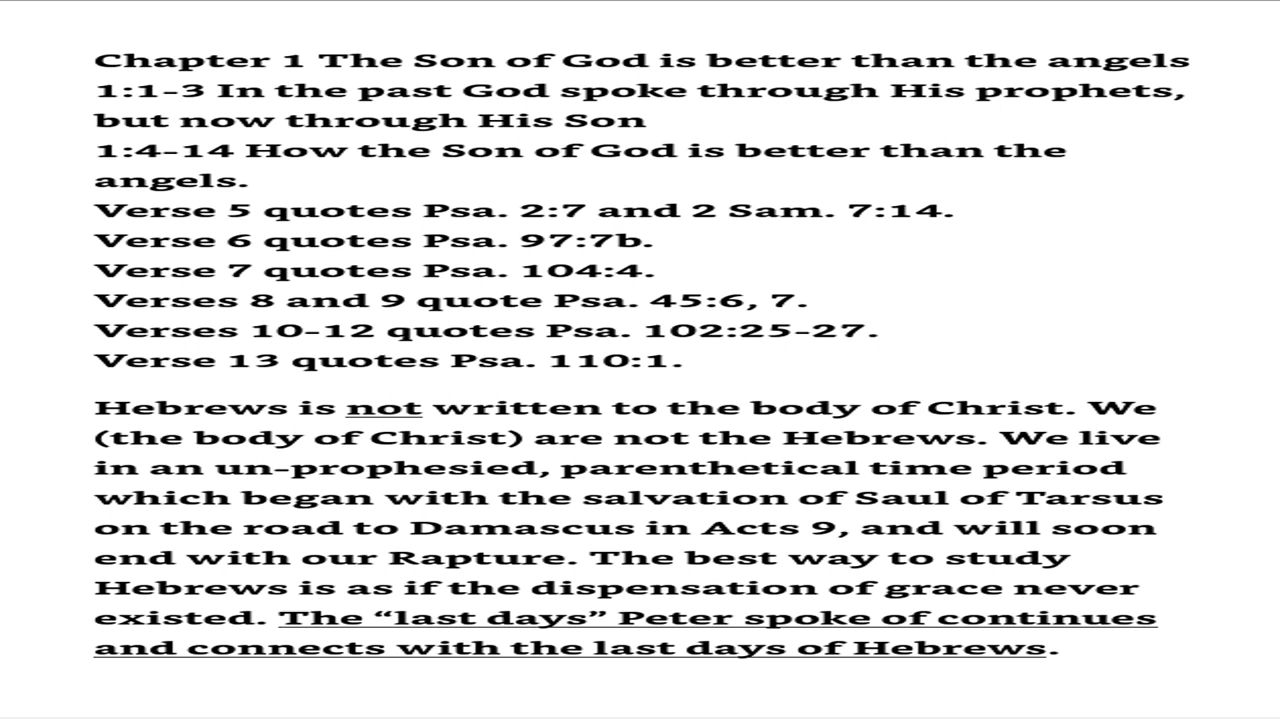 Chapter 1 The Son of God is better than the angels
1:1-3 In the past God spoke through His prophets,
but now through His Son
1:4-14 How the Son of God is better than the
angels.
Verse 5 quotes Psa. 2:7 and 2 Sam. 7:14.
Verse 6 quotes Psa. 97:7b.
Verse 7 quotes Psa. 104:4.
Verses 8 and 9 quote Psa. 45:6, 7.
Verses 10-12 quotes Psa. 102:25-27.
Verse 13 quotes Psa. 110:1.
Hebrews is not written to the body of Christ. We
(the body of Christ) are not the Hebrews. We live
in an un-prophesied, parenthetical time period
which began with the salvation of Saul of Tarsus
on the road to Damascus in Acts 9, and will soon
end with our Rapture. The best way to study
Hebrews is as if the dispensation of grace never
existed. The “last days” Peter spoke of continues
and connects with the last days of Hebrews.